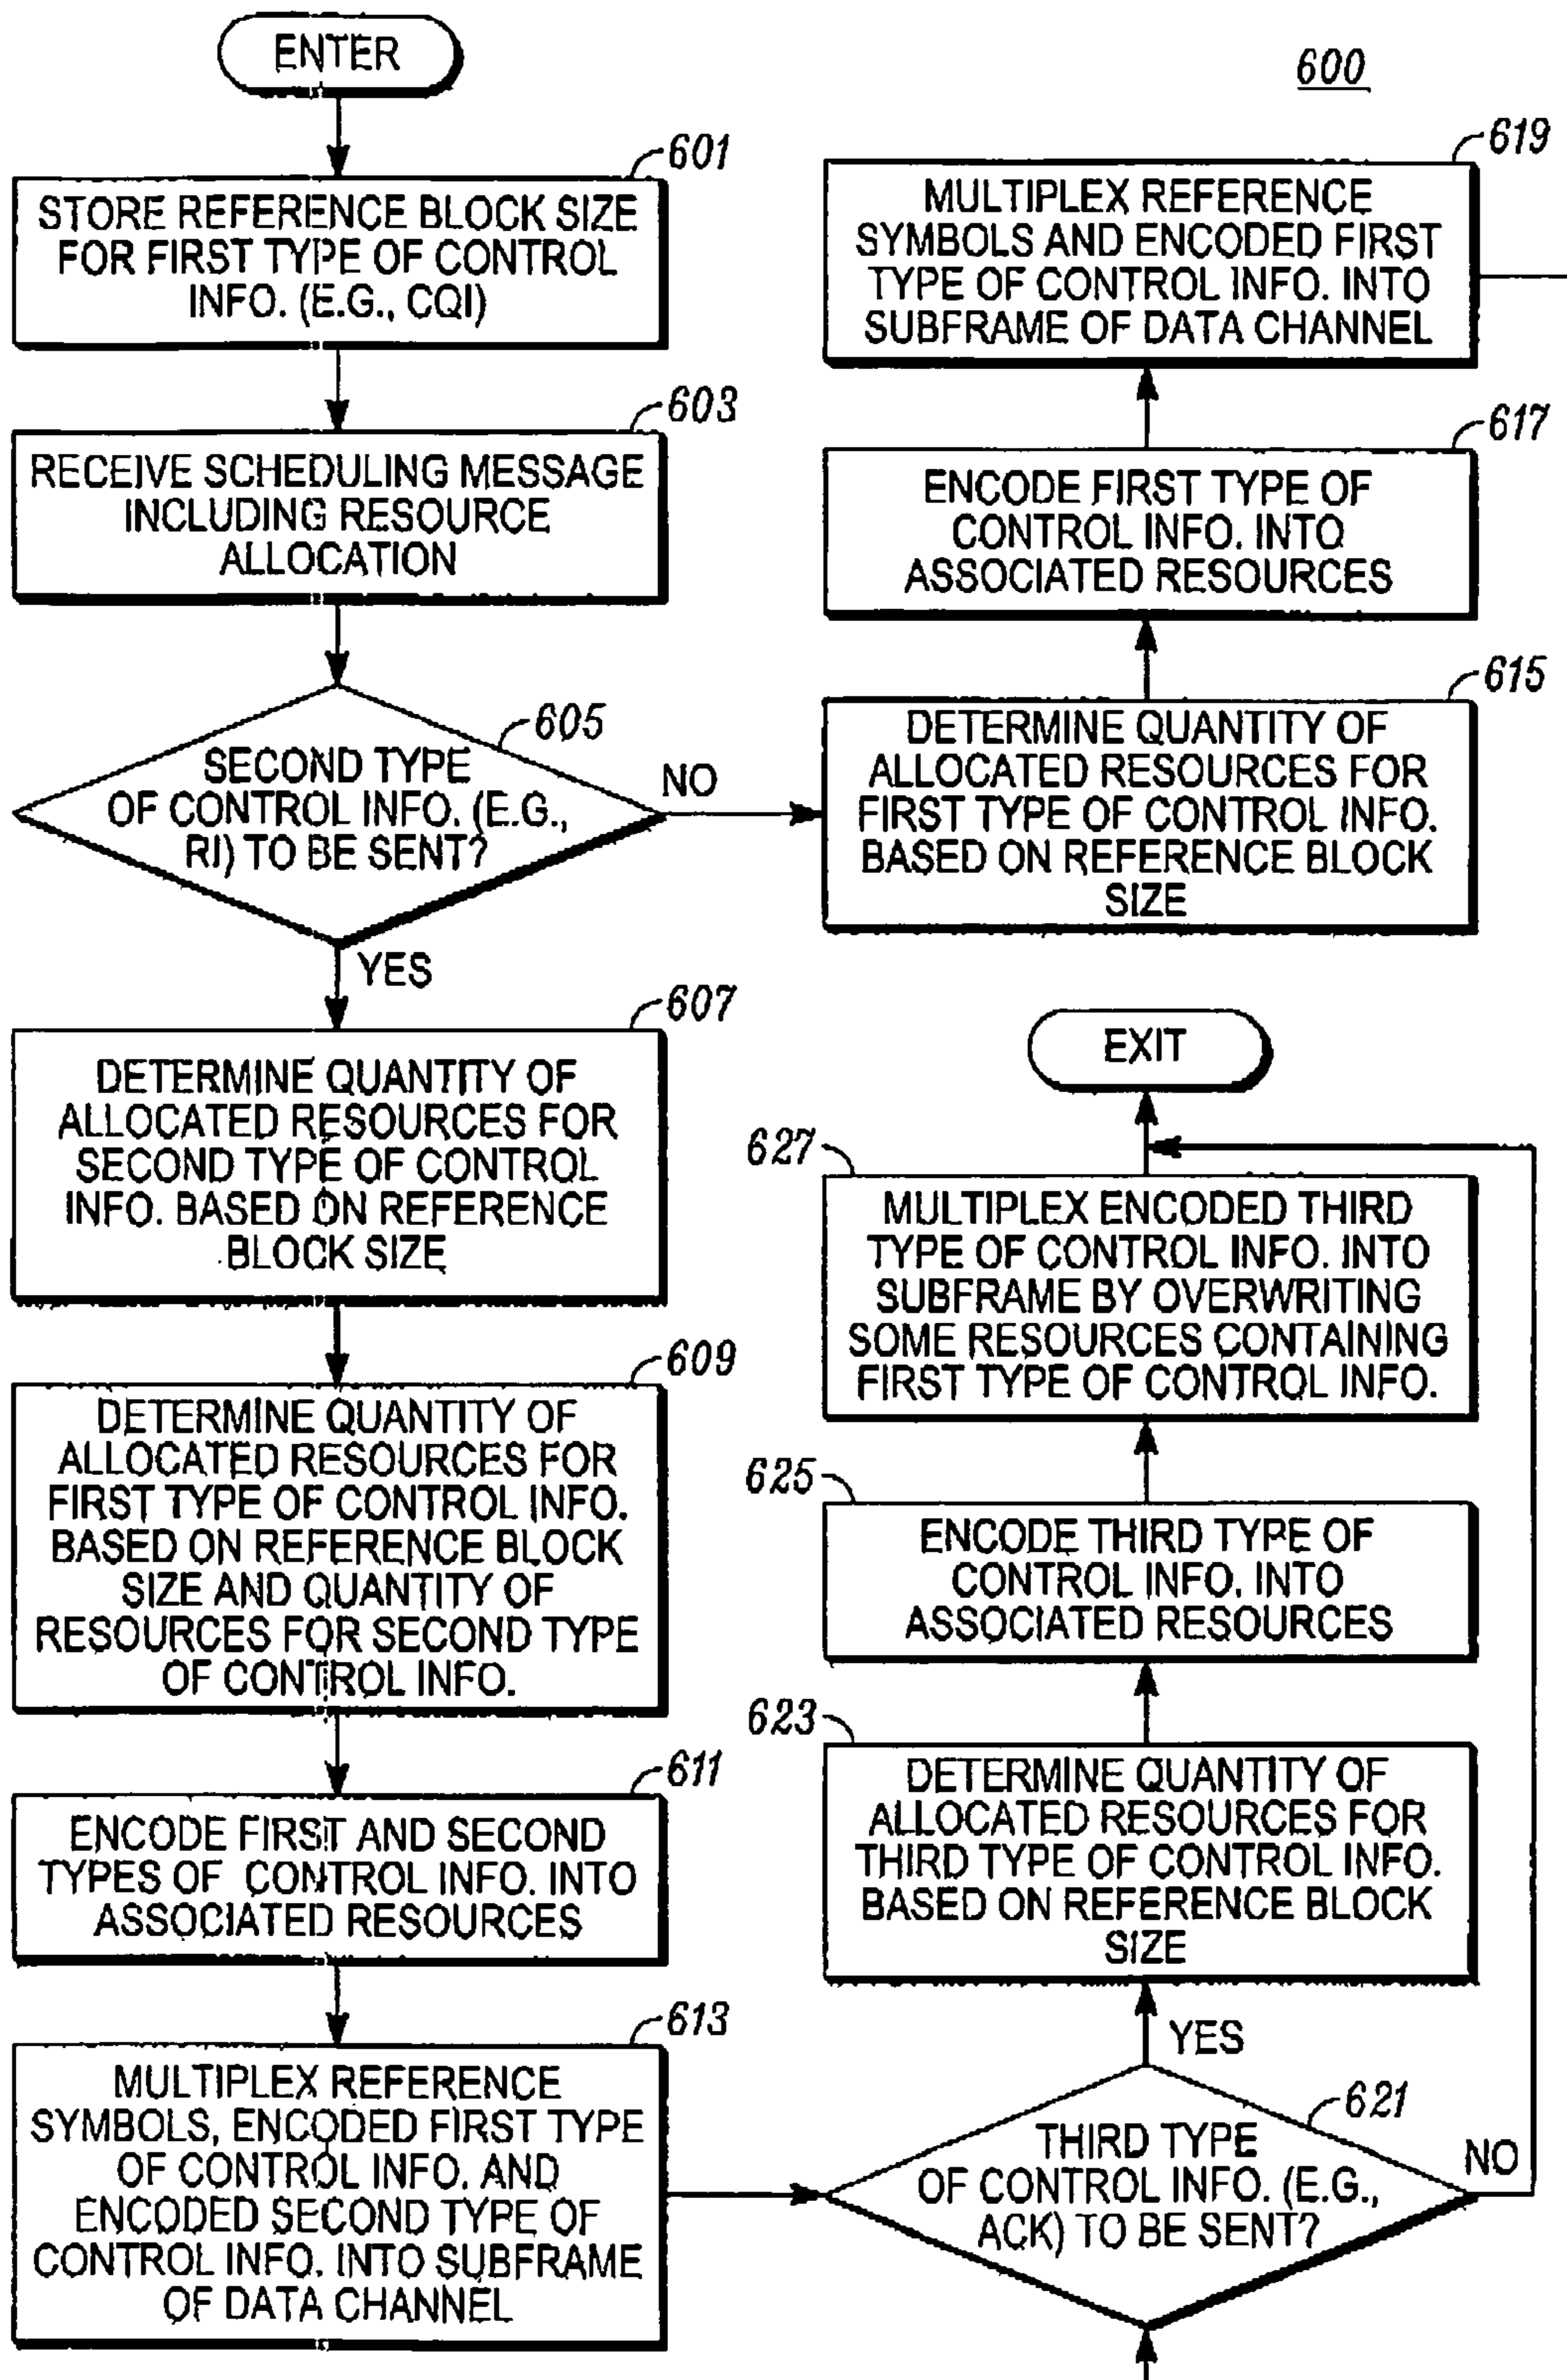 ENTER
601
STORE REFERENCE BLOCK SIZE
FOR FIRST TYPE OF CONTROL
INFO. (E.G., CQI)
603
RECEIVE SCHEDULING MESSAGE
INCLUDING RESOURCE
ALLOCATION
605
SECOND TYPE
OF CONTROL INFO. (E.G.,
RI) TO BE SENT?
NO
YES
607
DETERMINE QUANTITY OF
ALLOCATED RESOURCES FOR
SECOND TYPE OF CONTROL
INFO. BASED ON REFERENCE
BLOCK SIZE
609
DETERMINE QUANTITY OF
ALLOCATED RESOURCES FOR
FIRST TYPE OF CONTROL INFO.
BASED ON REFERENCE BLOCK
SIZE AND QUANTITY OF
RESOURCES FOR SECOND TYPE
OF CONTROL INFO.
611
ENCODE FIRST AND SECOND
TYPES OF CONTROL INFO. INTO
ASSOCIATED RESOURCES
613
MULTIPLEX REFERENCE
SYMBOLS, ENCODED FIRST TYPE
OF CONTROL INFO. AND
ENCODED SECOND TYPE OF
CONTROL INFO. INTO SUBFRAME
OF DATA CHANNEL
600
619
MULTIPLEX REFERENCE
SYMBOLS AND ENCODED FIRST
TYPE OF CONTROL INFO. INTO
SUBFRAME OF DATA CHANNEL
617
ENCODE FIRST TYPE OF
CONTROL INFO. INTO
ASSOCIATED RESOURCES
615
DETERMINE QUANTITY OF
ALLOCATED RESOURCES FOR
FIRST TYPE OF CONTROL INFO.
BASED ON REFERENCE BLOCK
SIZE
EXIT
627
MULTIPLEX ENCODED THIRD
TYPE OF CONTROL INFO. INTO
SUBFRAME BY OVERWRITING
SOME RESOURCES CONTAINING
FIRST TYPE OF CONTROL INFO.
625
ENCODE THIRD TYPE OF
CONTROL INFO. INTO
ASSOCIATED RESOURCES
623
DETERMINE QUANTITY OF
ALLOCATED RESOURCES FOR
THIRD TYPE OF CONTROL INFO.
BASED ON REFERENCE BLOCK
SIZE
YES
621
THIRD TYPE
OF CONTROL INFO. (E.G.,
ACK) TO BE SENT?
NO